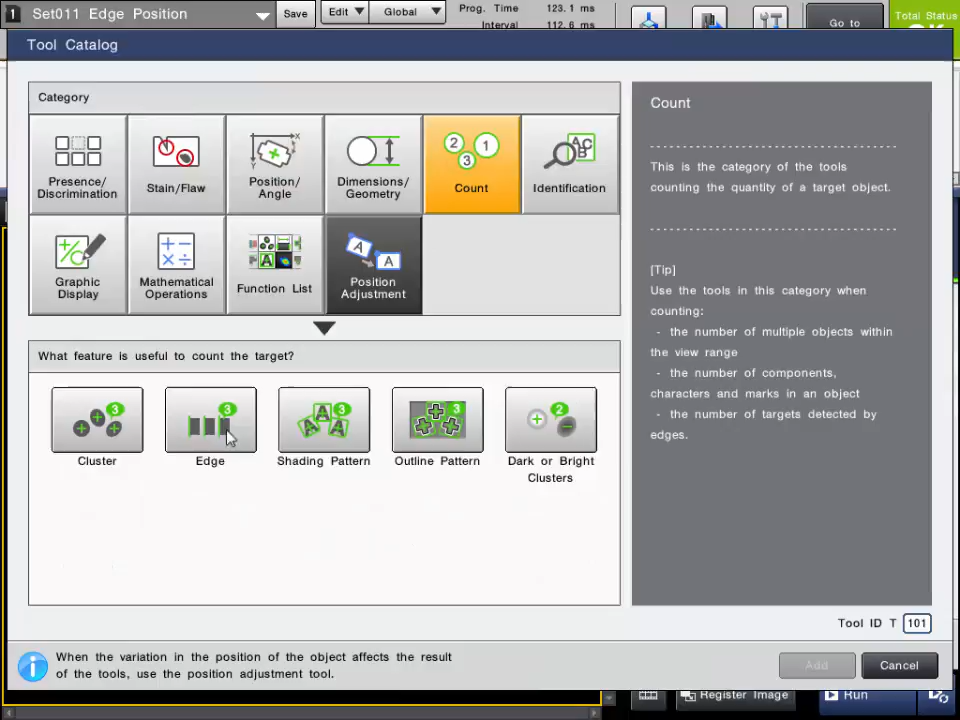 1 Set011 Edge Position
Save
Edit
Global
Prog. Time 123.1 ms
Interval 112.6 ms
Go to
Total Status
Tool Catalog
Category
Presence/
Discrimination
Stain/Flaw
Position/
Angle
Dimensions/
Geometry
Count
Identification
Graphic
Display
Mathematical
Operations
Function List
Position
Adjustment
What feature is useful to count the target?
Cluster
Edge
Shading Pattern
Outline Pattern
Dark or Bright
Clusters
Count
This is the category of the tools
counting the quantity of a target object.
[Tip]
Use the tools in this category when
counting:
- the number of multiple objects within
the view range
- the number of components,
characters and marks in an object
- the number of targets detected by
edges.
Tool ID T 101
When the variation in the position of the object affects the result
of the tools, use the position adjustment tool.
Add
Cancel
Register Image
Run